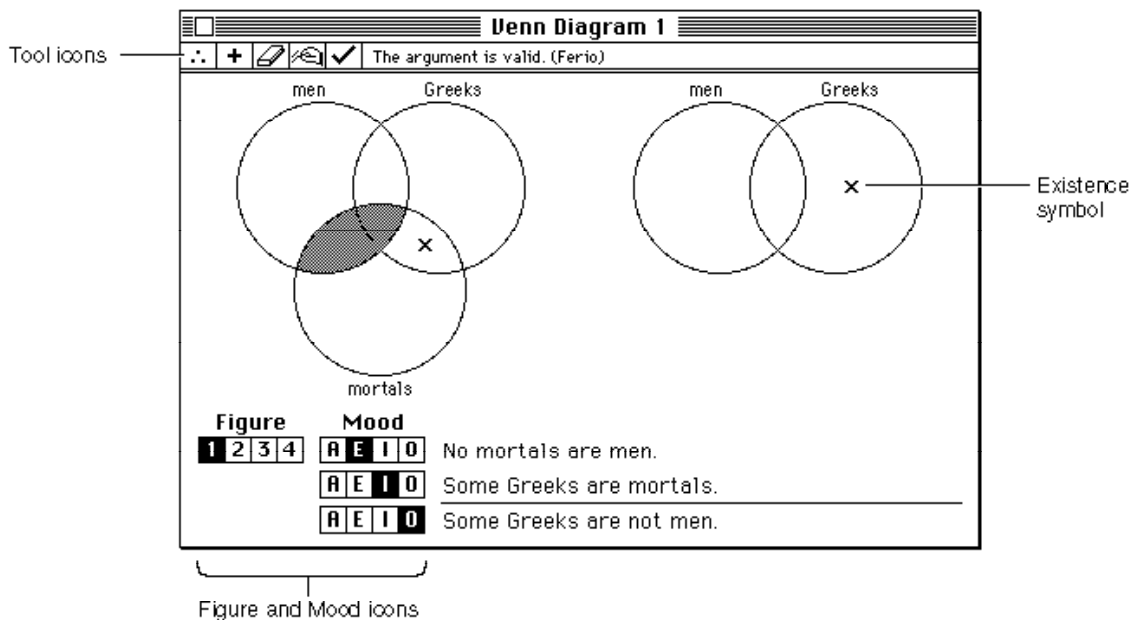 Venn Diagram 1
Tool icons
The argument is valid. (Ferio)
men Greeks
men Greeks
Existence
symbol
mortals
Figure Mood
1 2 3 4 A E I O No mortals are men.
A E I O Some Greeks are mortals.
A E I O Some Greeks are not men.
Figure and Mood icons